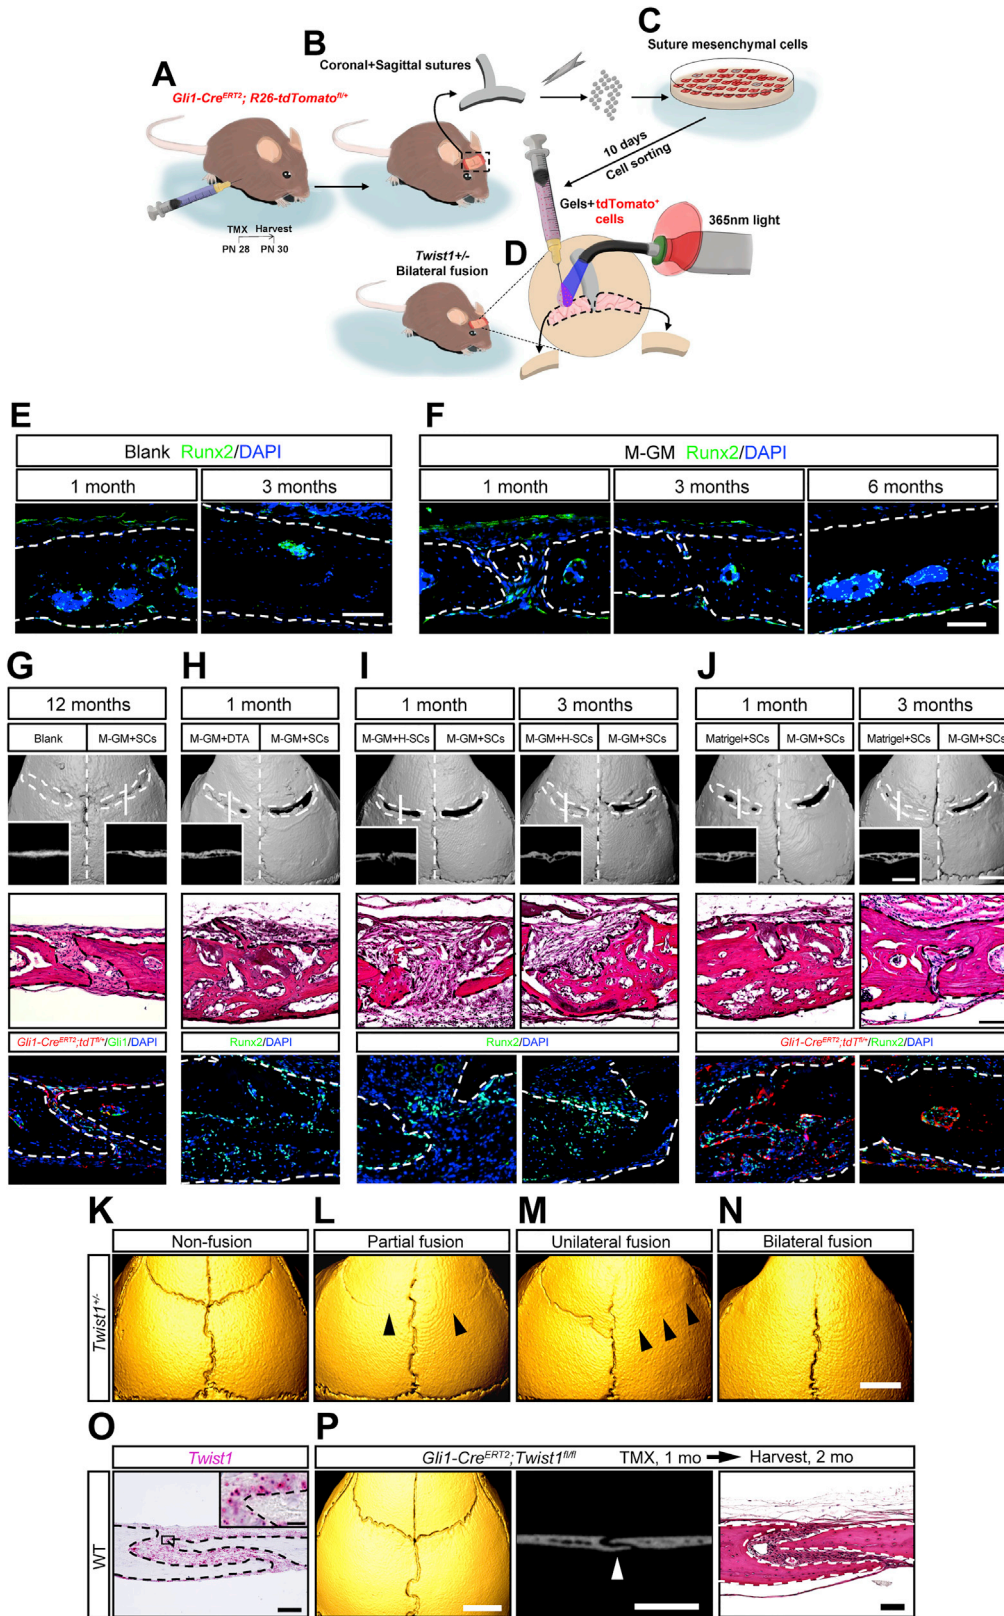 A
Gli1-CreERT2; R26-tdTomatofl/+
TMX Harvest
PN 28 PN 30
B
Coronal+Sagittal sutures
C
Suture mesenchymal cells
10 days
Cell sorting
Gels+tdTomato+
cells
365nm light
Twist1+/-
Bilateral fusion
D
E
Blank Runx2/DAPI
1 month
3 months
F
M-GM Runx2/DAPI
1 month
3 months
6 months
G
12 months
Blank
M-GM+SCs
Gli1-CreERT2;tdTfl/+/Gli1/DAPI
H
1 month
M-GM+DTA
M-GM+SCs
Runx2/DAPI
I
1 month
3 months
M-GM+H-SCs
M-GM+SCs
M-GM+H-SCs
M-GM+SCs
Runx2/DAPI
J
1 month
3 months
Matrigel+SCs
M-GM+SCs
Matrigel+SCs
M-GM+SCs
Gli1-CreERT2;tdTfl/+/Runx2/DAPI
K
Non-fusion
L
Partial fusion
M
Unilateral fusion
N
Bilateral fusion
Twist1+/-
O
Twist1
WT
P
Gli1-CreERT2;Twist1fl/fl TMX, 1 mo Harvest, 2 mo